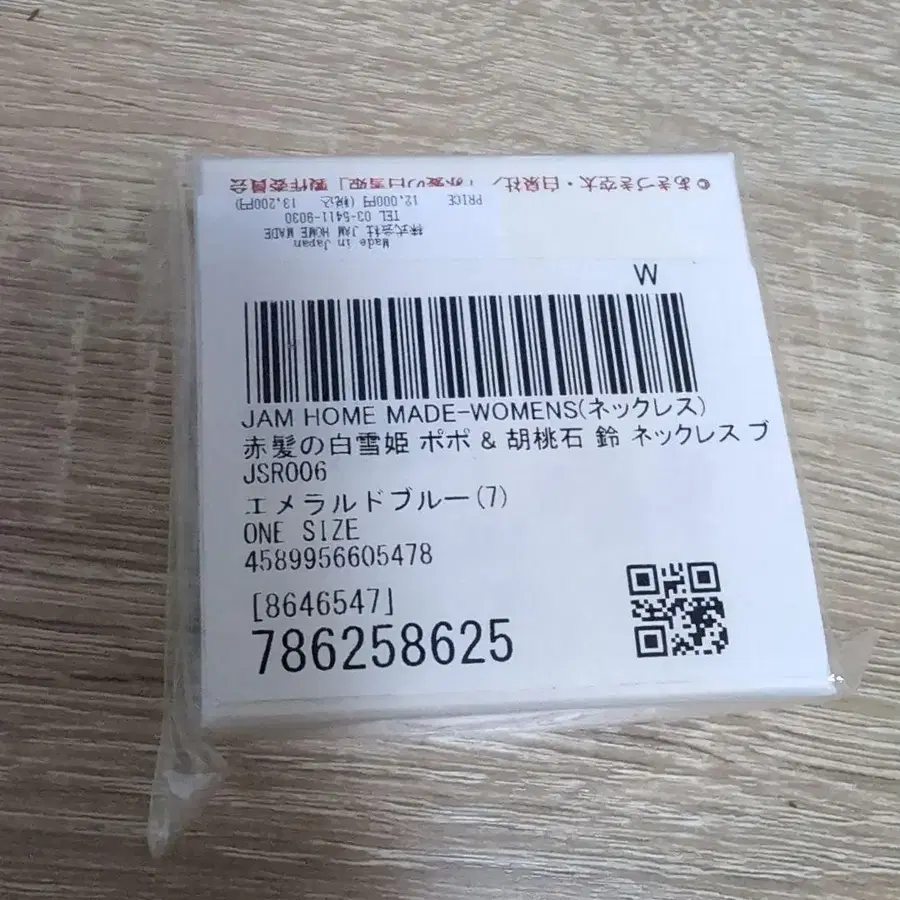 ©あきづき空太・白泉社/「赤髪の白雪姫」製作委員会
PRICE 12,000円(税込 13,200円)
TEL 03-5411-9030
株式会社 JAM HOME MADE
Made in Japan
W
JAM HOME MADE-WOMENS(ネックレス)
赤髪の白雪姫 ポポ & 胡桃石 鈴 ネックレス ブ
JSR006
エメラルドブルー(7)
ONE SIZE
4589956605478
[8646547]
786258625